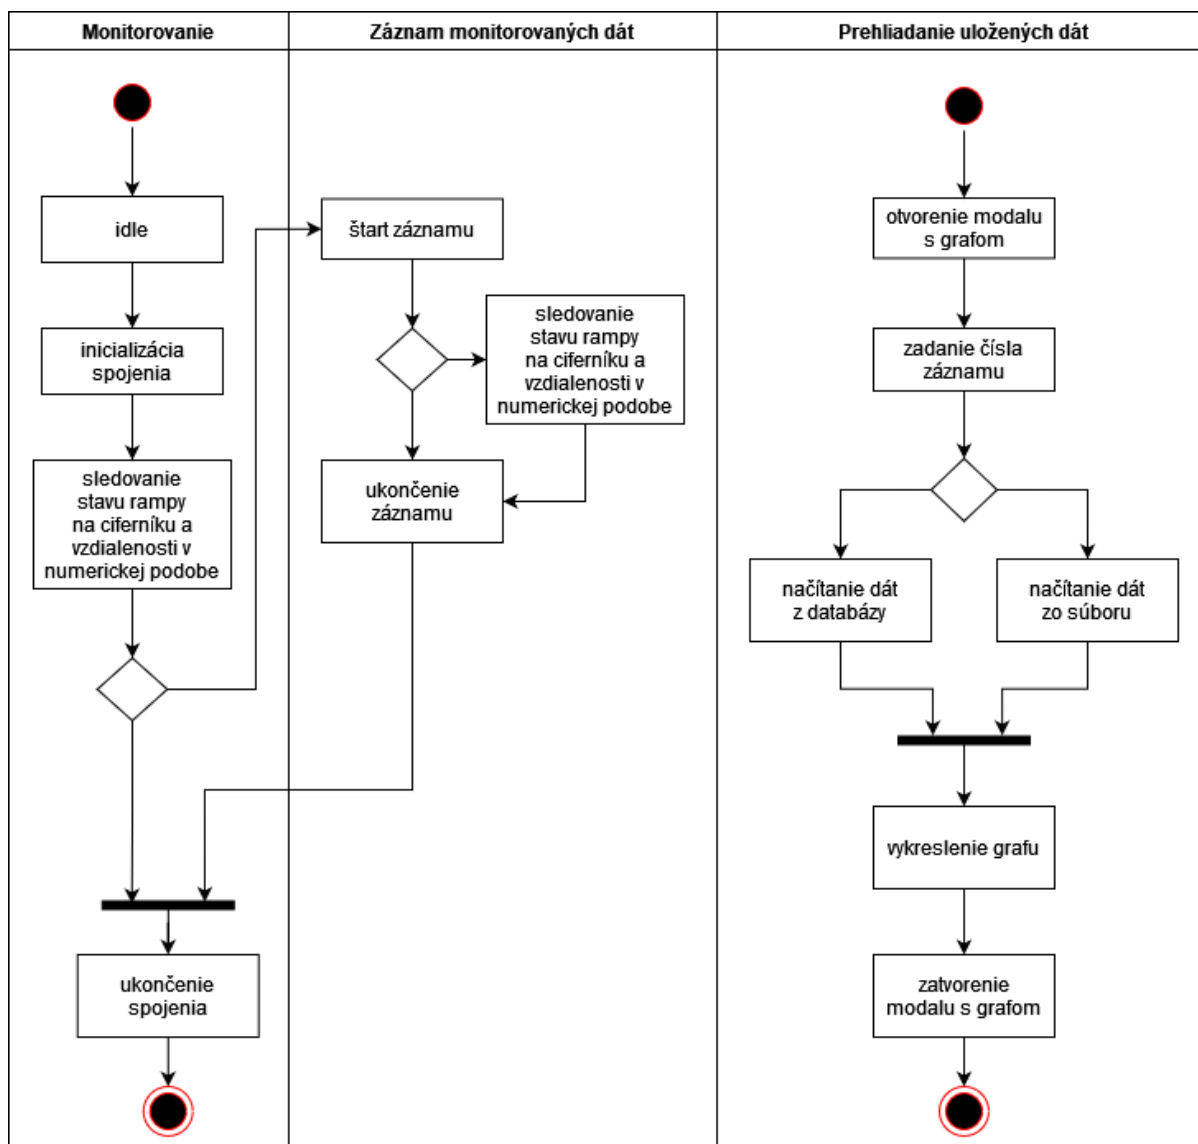 Monitorovanie
Záznam monitorovaných dát
Prehliadanie uložených dát
idle
inicializácia
spojenia
sledovanie
stavu rampy
na ciferníku a
vzdialenosti v
numerickej podobe
ukončenie
spojenia
štart záznamu
sledovanie
stavu rampy
na ciferníku a
vzdialenosti v
numerickej podobe
ukončenie
záznamu
otvorenie modalu
s grafom
zadanie čísla
záznamu
načítanie dát
z databázy
načítanie dát
zo súboru
vykreslenie grafu
zatvorenie
modalu s grafom